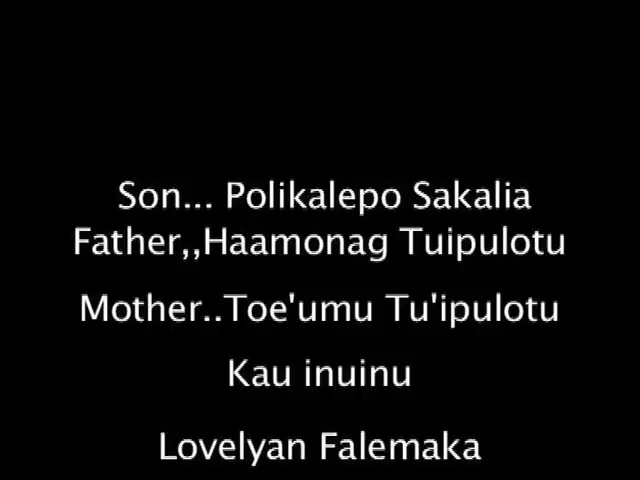 Son... Polikalepo Sakalia
Father,,Haamonag Tuipulotu
Mother..Toe'umu Tu'ipulotu
Kau inuinu
Lovelyan Falemaka